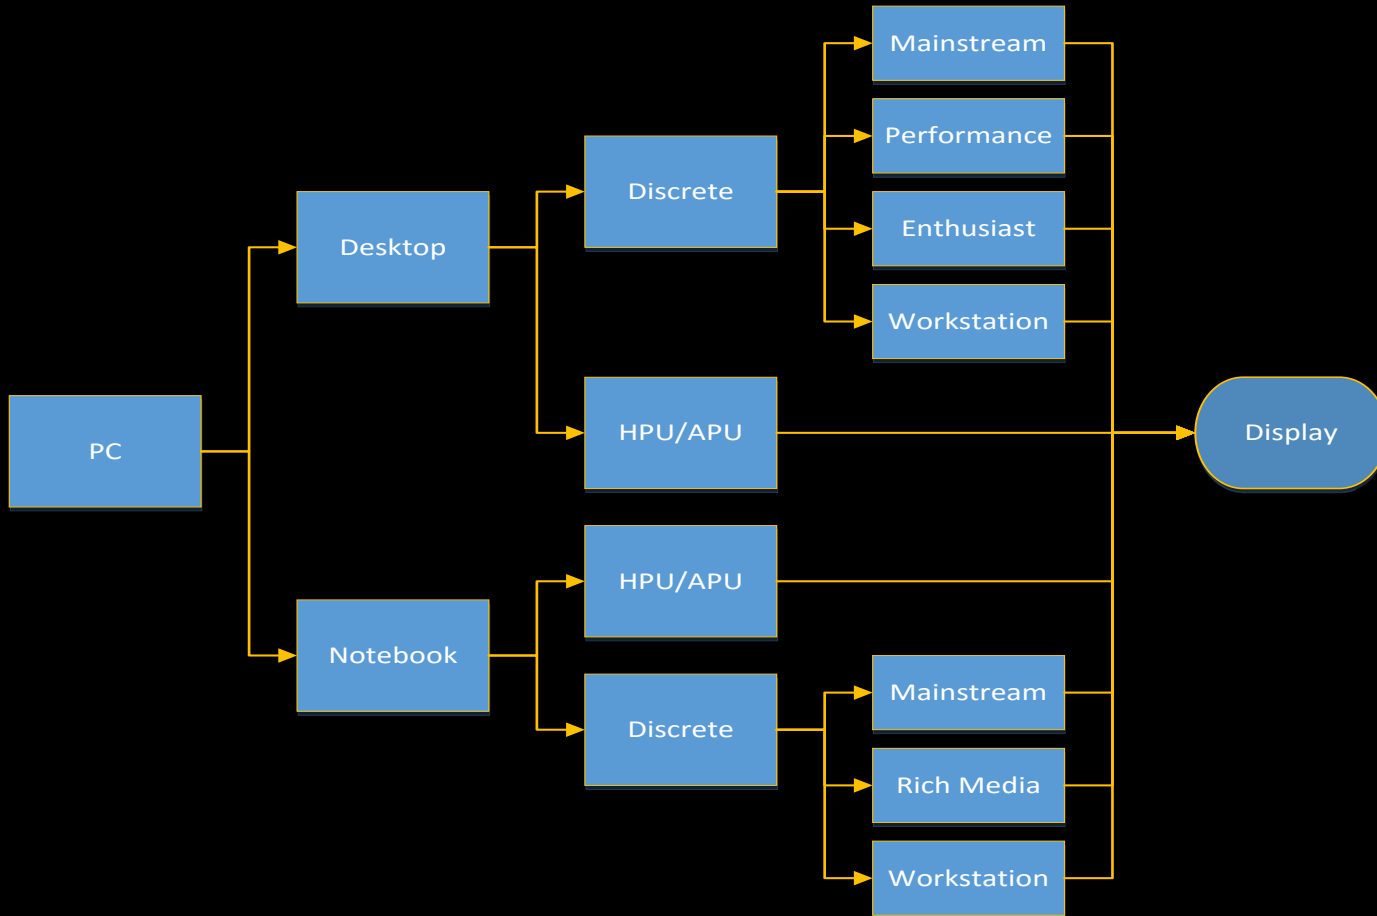 Mainstream
Performance
Discrete
Enthusiast
Desktop
Workstation
HPU/APU
Display
PC
HPU/APU
Notebook
Mainstream
Discrete
Rich Media
Workstation